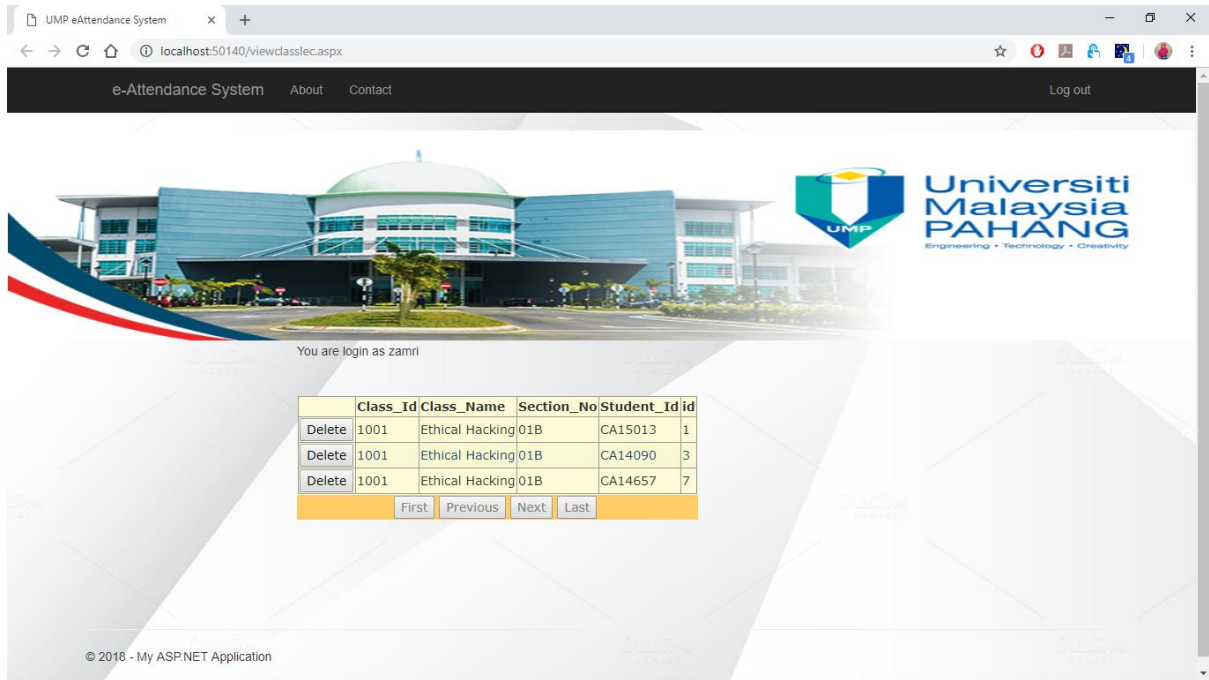 UMP eAttendance System
localhost:50140/viewclasslec.aspx
4
e-Attendance System About Contact Log out
UMP
Universiti
Malaysia
PAHANG
Engineering • Technology • Creativity
You are login as zamri
Class_Id Class_Name Section_No Student_Id id
Delete 1001 Ethical Hacking 01B CA15013 1
Delete 1001 Ethical Hacking 01B CA14090 3
Delete 1001 Ethical Hacking 01B CA14657 7
First Previous Next Last
© 2018 - My ASP.NET Application